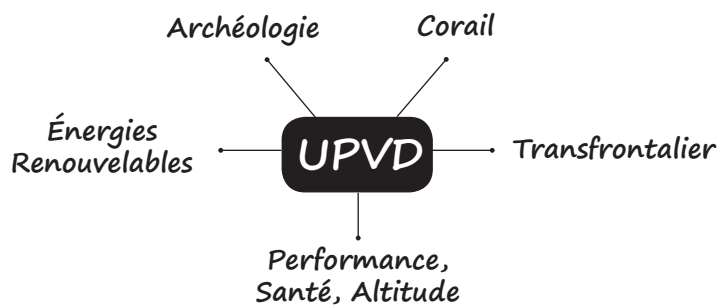 Archéologie
Corail
Énergies
Renouvelables
UPVD
Transfrontalier
Performance,
Santé, Altitude